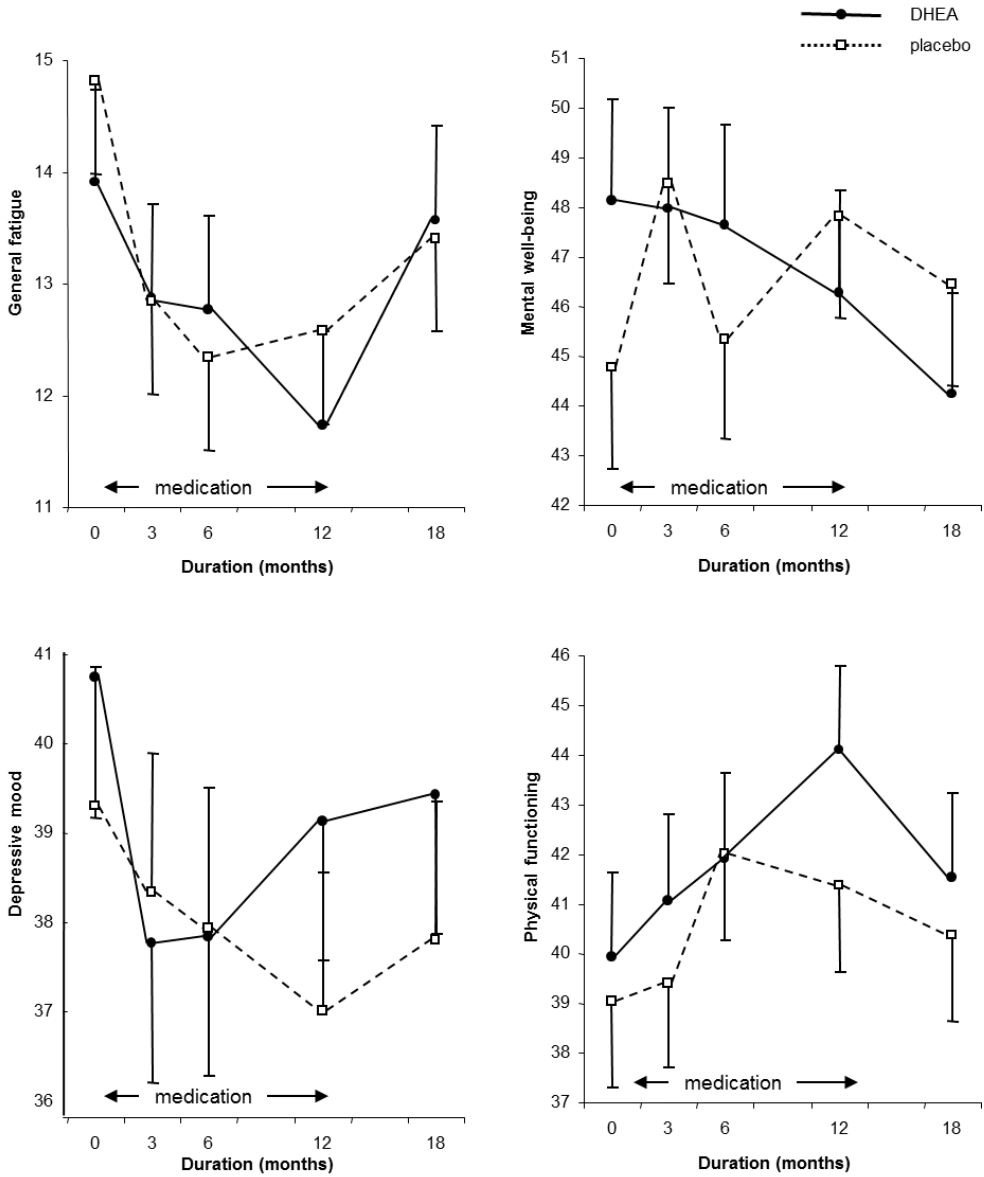 DHEA
placebo
General fatigue
15
14
13
12
11
medication
0 3 6 12 18
Duration (months)
Mental well-being
51
50
49
48
47
46
45
44
43
42
medication
0 3 6 12 18
Duration (months)
Depressive mood
41
40
39
38
37
36
medication
0 3 6 12 18
Duration (months)
Physical functioning
46
45
44
43
42
41
40
39
38
37
medication
0 3 6 12 18
Duration (months)